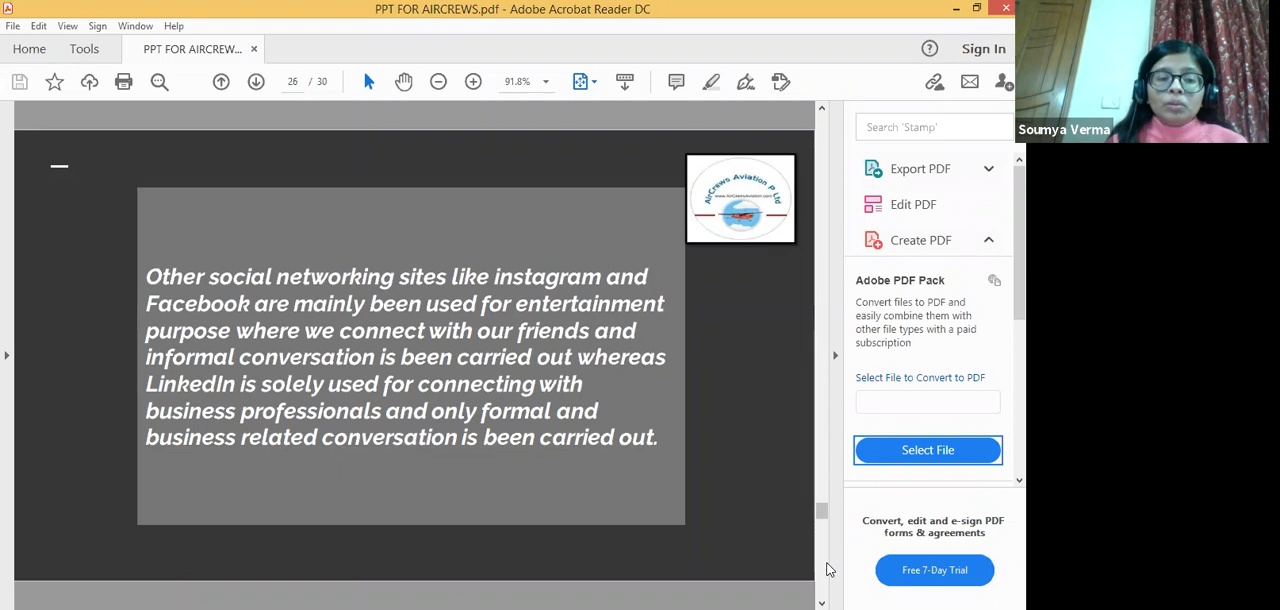 PPT FOR AIRCREWS.pdf - Adobe Acrobat Reader DC
File Edit View Sign Window Help
Home Tools PPT FOR AIRCREW... × Sign In
26 / 30 91.8%
Soumya Verma
AirCrews Aviation P Ltd
www.AirCrewsAviation.com
Other social networking sites like instagram and
Facebook are mainly been used for entertainment
purpose where we connect with our friends and
informal conversation is been carried out whereas
LinkedIn is solely used for connecting with
business professionals and only formal and
business related conversation is been carried out.
Search 'Stamp'
Export PDF
Edit PDF
Create PDF
Adobe PDF Pack
Convert files to PDF and
easily combine them with
other file types with a paid
subscription
Select File to Convert to PDF
Select File
Convert, edit and e-sign PDF
forms & agreements
Free 7-Day Trial